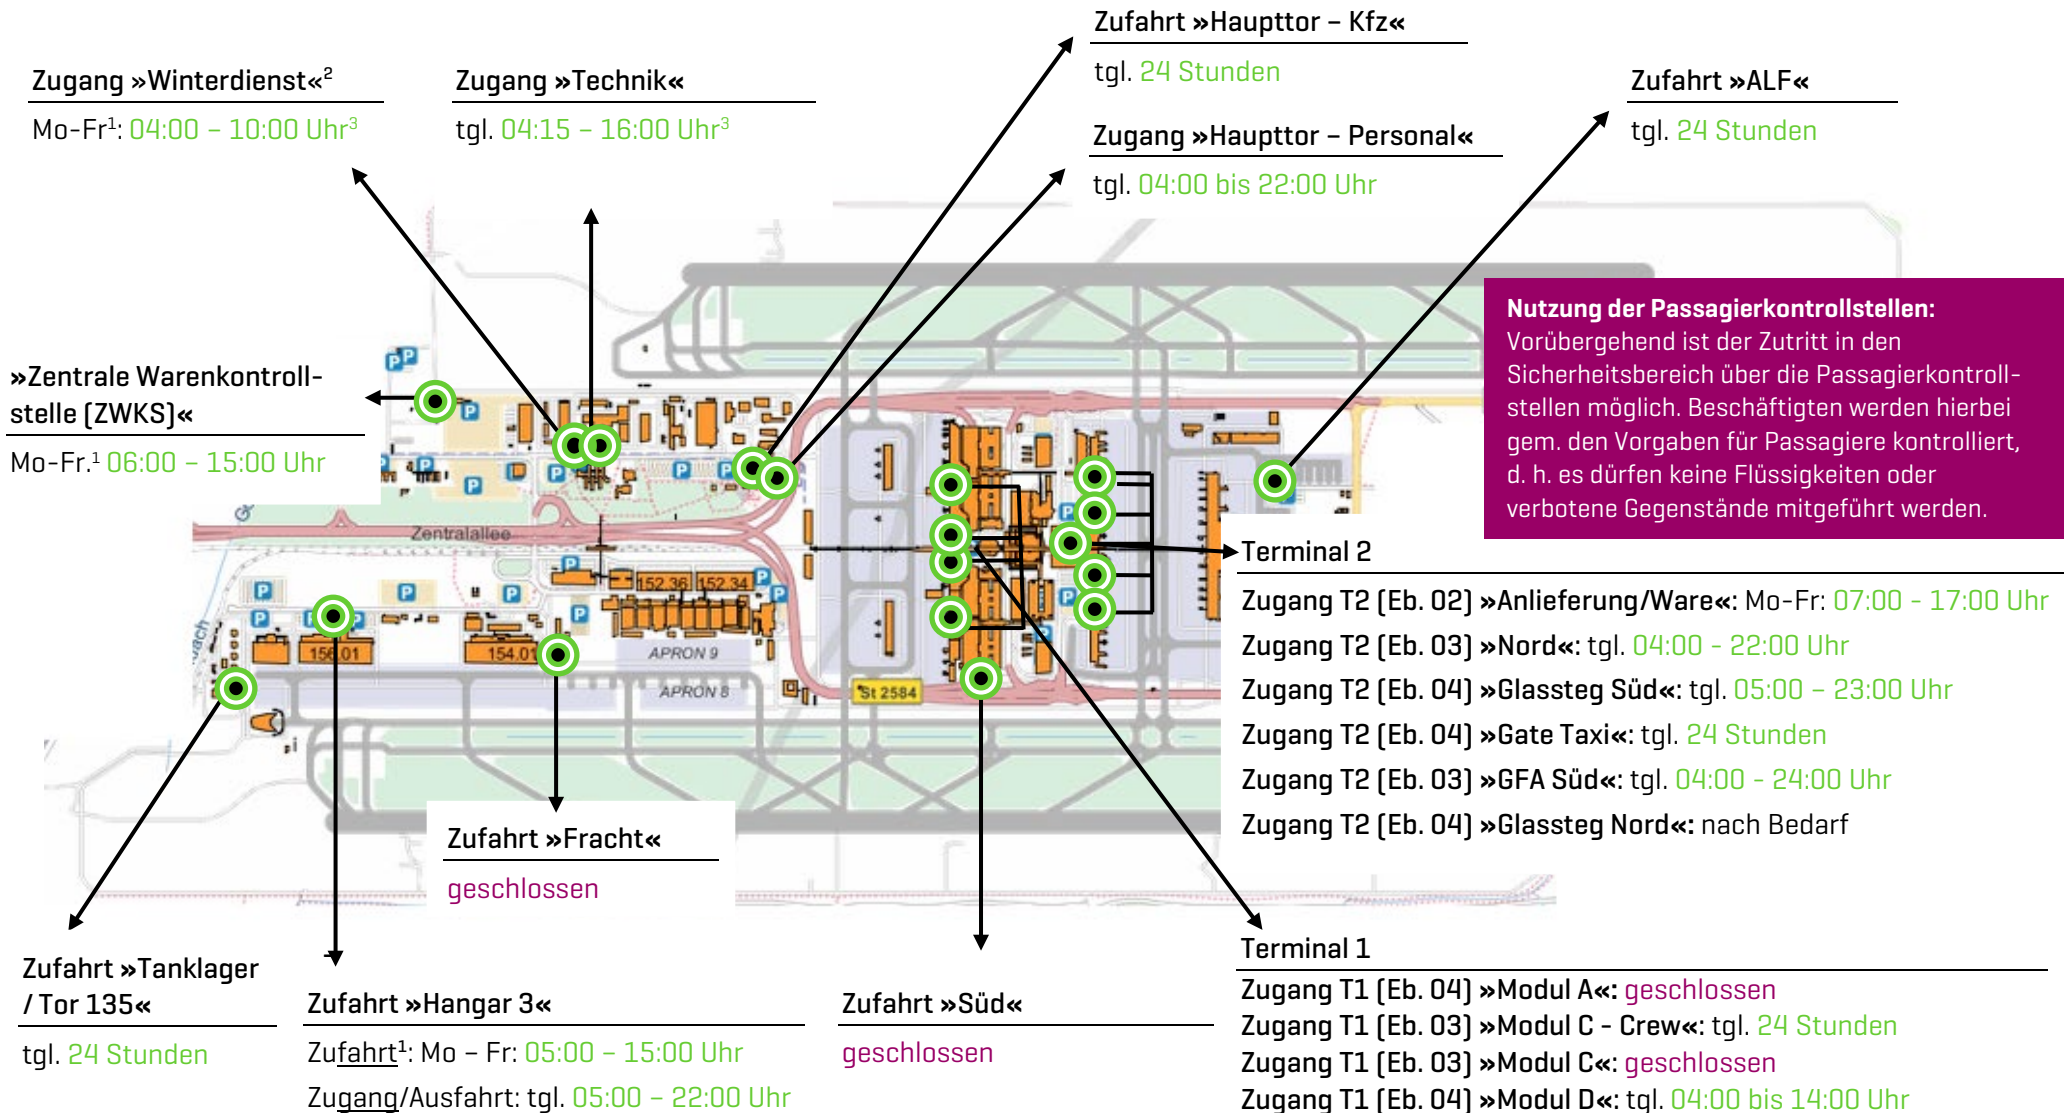 Zufahrt »Haupttor – Kfz«
tgl. 24 Stunden
Zugang »Winterdienst«²
Mo-Fr¹: 04:00 – 10:00 Uhr³
Zugang »Technik«
tgl. 04:15 – 16:00 Uhr³
Zugang »Haupttor – Personal«
tgl. 04:00 bis 22:00 Uhr
Zufahrt »ALF«
tgl. 24 Stunden
Nutzung der Passagierkontrollstellen:
Vorübergehend ist der Zutritt in den
Sicherheitsbereich über die Passagierkontroll-
stellen möglich. Beschäftigten werden hierbei
gem. den Vorgaben für Passagiere kontrolliert,
d. h. es dürfen keine Flüssigkeiten oder
verbotene Gegenstände mitgeführt werden.
»Zentrale Warenkontroll-
stelle (ZWKS)«
Mo-Fr.¹ 06:00 – 15:00 Uhr
P P
P
P
P
P
P
P
P
Zentralallee
P
P
P
P
P
P
P
P
P
P
P
P
152.36 152.34
156.01
154.01
APRON 9
APRON 8
St 2584
Terminal 2
Zugang T2 (Eb. 02) »Anlieferung/Ware«: Mo-Fr: 07:00 - 17:00 Uhr
Zugang T2 (Eb. 03) »Nord«: tgl. 04:00 - 22:00 Uhr
Zugang T2 (Eb. 04) »Glassteg Süd«: tgl. 05:00 – 23:00 Uhr
Zugang T2 (Eb. 04) »Gate Taxi«: tgl. 24 Stunden
Zugang T2 (Eb. 03) »GFA Süd«: tgl. 04:00 - 24:00 Uhr
Zugang T2 (Eb. 04) »Glassteg Nord«: nach Bedarf
Zufahrt »Fracht«
geschlossen
Zufahrt »Tanklager
/ Tor 135«
tgl. 24 Stunden
Zufahrt »Hangar 3«
Zufahrt¹: Mo – Fr: 05:00 – 15:00 Uhr
Zugang/Ausfahrt: tgl. 05:00 – 22:00 Uhr
Zufahrt »Süd«
geschlossen
Terminal 1
Zugang T1 (Eb. 04) »Modul A«: geschlossen
Zugang T1 (Eb. 03) »Modul C - Crew«: tgl. 24 Stunden
Zugang T1 (Eb. 03) »Modul C«: geschlossen
Zugang T1 (Eb. 04) »Modul D«: tgl. 04:00 bis 14:00 Uhr